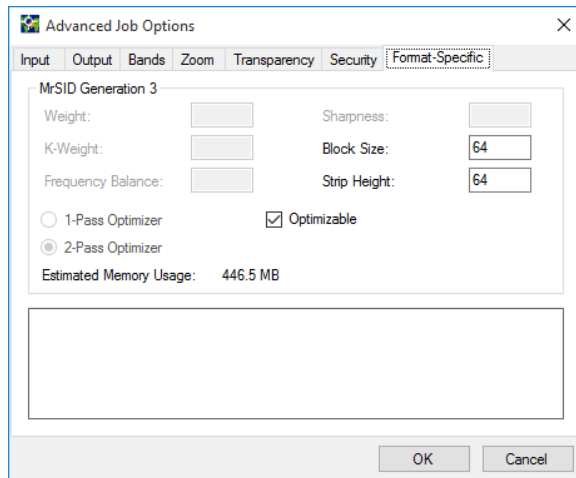 Advanced Job Options
Input Output Bands Zoom Transparency Security Format-Specific
MrSID Generation 3
Weight: Sharpness:
K-Weight: Block Size: 64
Frequency Balance: Strip Height: 64
1-Pass Optimizer Optimizable
2-Pass Optimizer
Estimated Memory Usage: 446.5 MB
OK Cancel